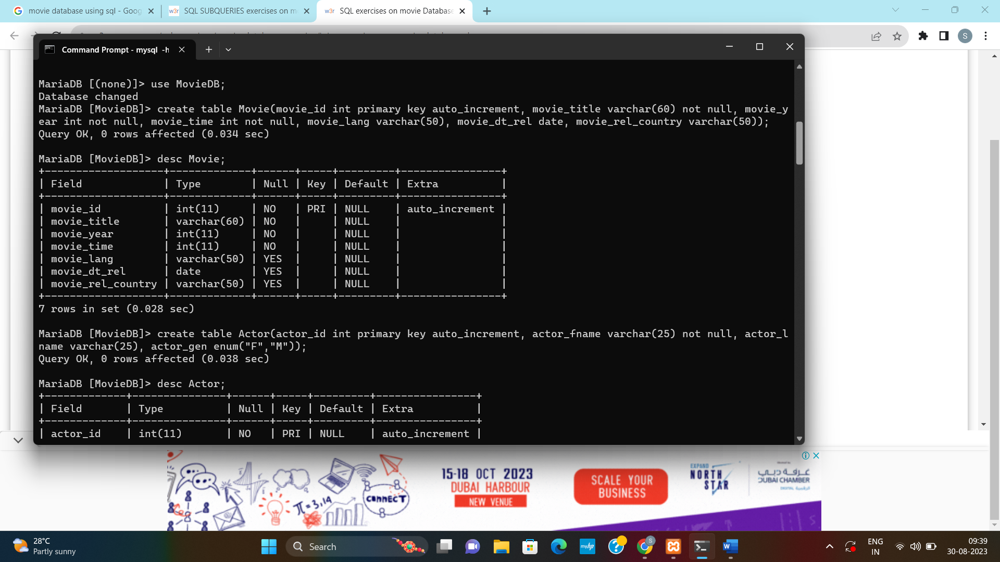 movie database using sql - Goog
SQL SUBQUERIES exercises on m
SQL exercises on movie Database
S
Command Prompt - mysql  -h
MariaDB [(none)]> use MovieDB;
Database changed
MariaDB [MovieDB]> create table Movie(movie_id int primary key auto_increment, movie_title varchar(60) not null, movie_y
ear int not null, movie_time int not null, movie_lang varchar(50), movie_dt_rel date, movie_rel_country varchar(50));
Query OK, 0 rows affected (0.034 sec)
MariaDB [MovieDB]> desc Movie;
+-------------------+-------------+------+-----+---------+----------------+
| Field             | Type        | Null | Key | Default | Extra          |
+-------------------+-------------+------+-----+---------+----------------+
| movie_id          | int(11)     | NO   | PRI | NULL    | auto_increment |
| movie_title       | varchar(60) | NO   |     | NULL    |                |
| movie_year        | int(11)     | NO   |     | NULL    |                |
| movie_time        | int(11)     | NO   |     | NULL    |                |
| movie_lang        | varchar(50) | YES  |     | NULL    |                |
| movie_dt_rel      | date        | YES  |     | NULL    |                |
| movie_rel_country | varchar(50) | YES  |     | NULL    |                |
+-------------------+-------------+------+-----+---------+----------------+
7 rows in set (0.028 sec)
MariaDB [MovieDB]> create table Actor(actor_id int primary key auto_increment, actor_fname varchar(25) not null, actor_l
name varchar(25), actor_gen enum("F","M"));
Query OK, 0 rows affected (0.038 sec)
MariaDB [MovieDB]> desc Actor;
+-------------+---------------+------+-----+---------+----------------+
| Field       | Type          | Null | Key | Default | Extra          |
+-------------+---------------+------+-----+---------+----------------+
| actor_id    | int(11)       | NO   | PRI | NULL    | auto_increment |
CONNECT
π=3,14
15-18 OCT 2023
DUBAI HARBOUR
NEW VENUE
SCALE YOUR
BUSINESS
EXPAND
NORTH
STAR
غرفة دبي
DUBAI CHAMBER
DIGITAL الرقمية
28°C
Partly sunny
Search
myhp
ENG
IN
09:39
30-08-2023